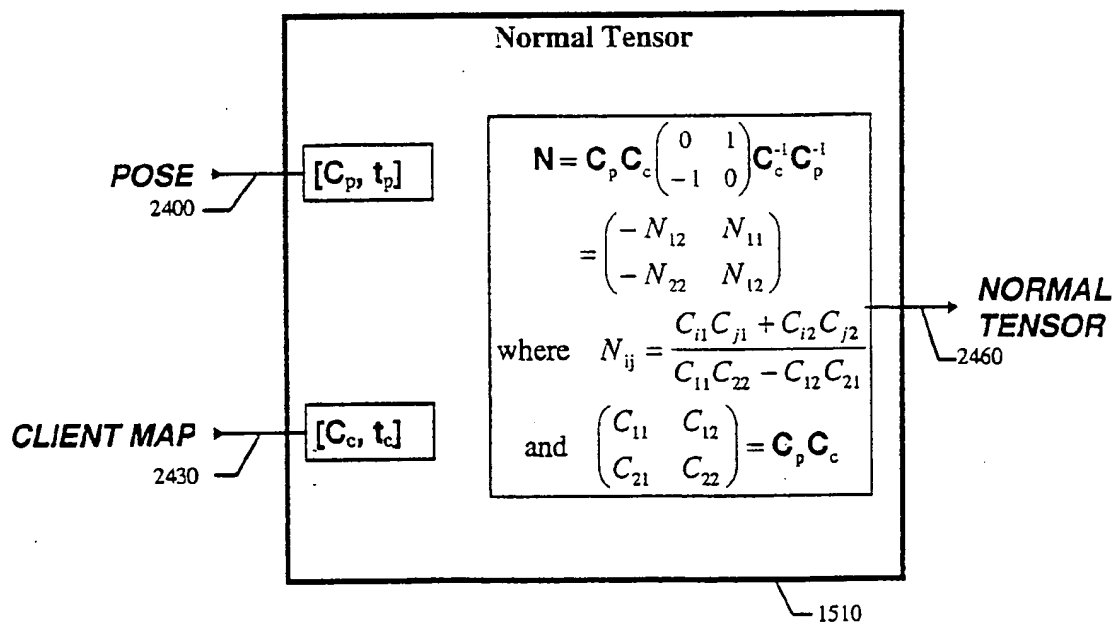 Normal Tensor
POSE
2400
[C_p, t_p]
N = C_p C_c ( 0 1 / -1 0 ) C_c^-1 C_p^-1
= ( -N_12 N_11 / -N_22 N_12 )
where N_ij = (C_i1 C_j1 + C_i2 C_j2) / (C_11 C_22 - C_12 C_21)
and ( C_11 C_12 / C_21 C_22 ) = C_p C_c
NORMAL
TENSOR
2460
CLIENT MAP
2430
[C_c, t_c]
1510